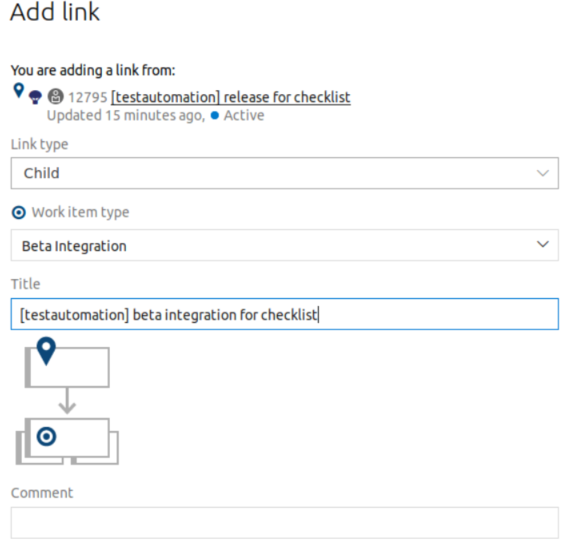 Add link
You are adding a link from:
12795 [testautomation] release for checklist
Updated 15 minutes ago, ● Active
Link type
Child
Work item type
Beta Integration
Title
[testautomation] beta integration for checklist
Comment